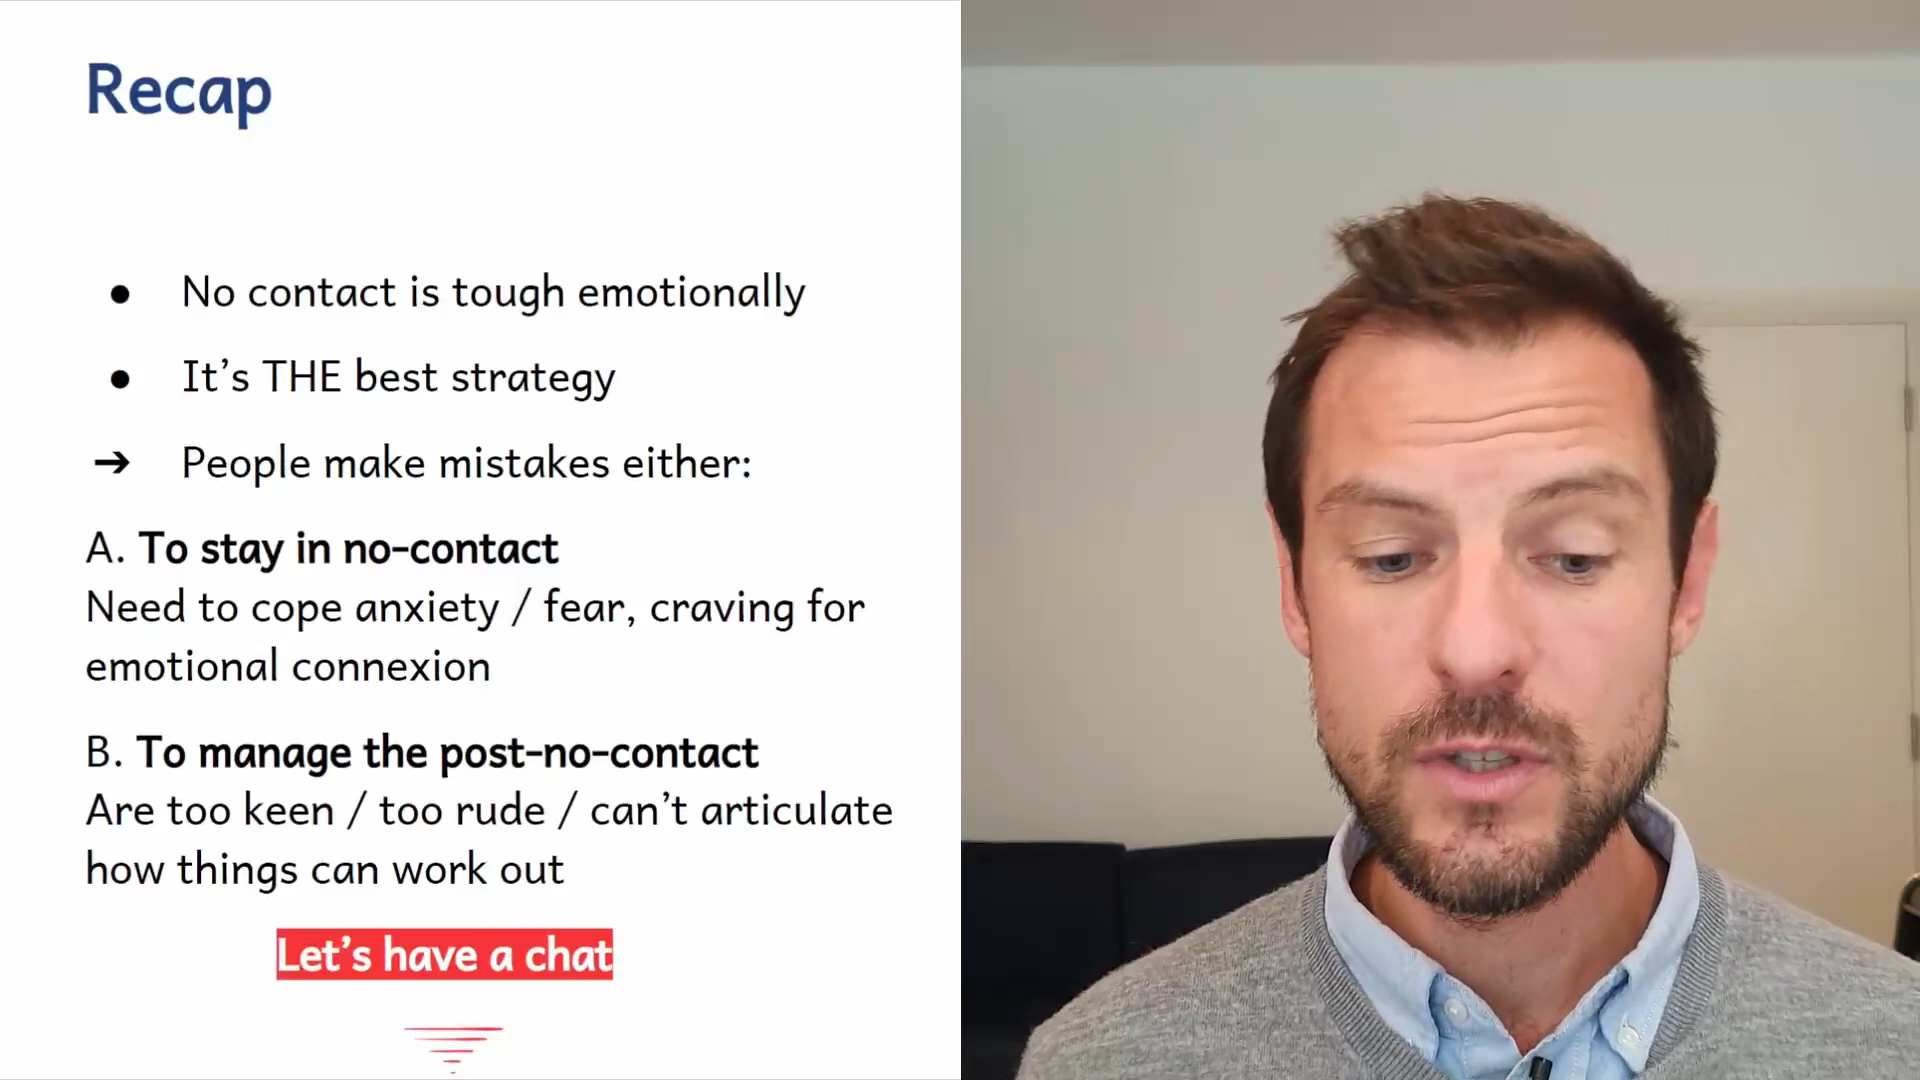 Recap
● No contact is tough emotionally
● It’s THE best strategy
➔ People make mistakes either:
A. To stay in no-contact
Need to cope anxiety / fear, craving for
emotional connexion
B. To manage the post-no-contact
Are too keen / too rude / can’t articulate
how things can work out
Let’s have a chat